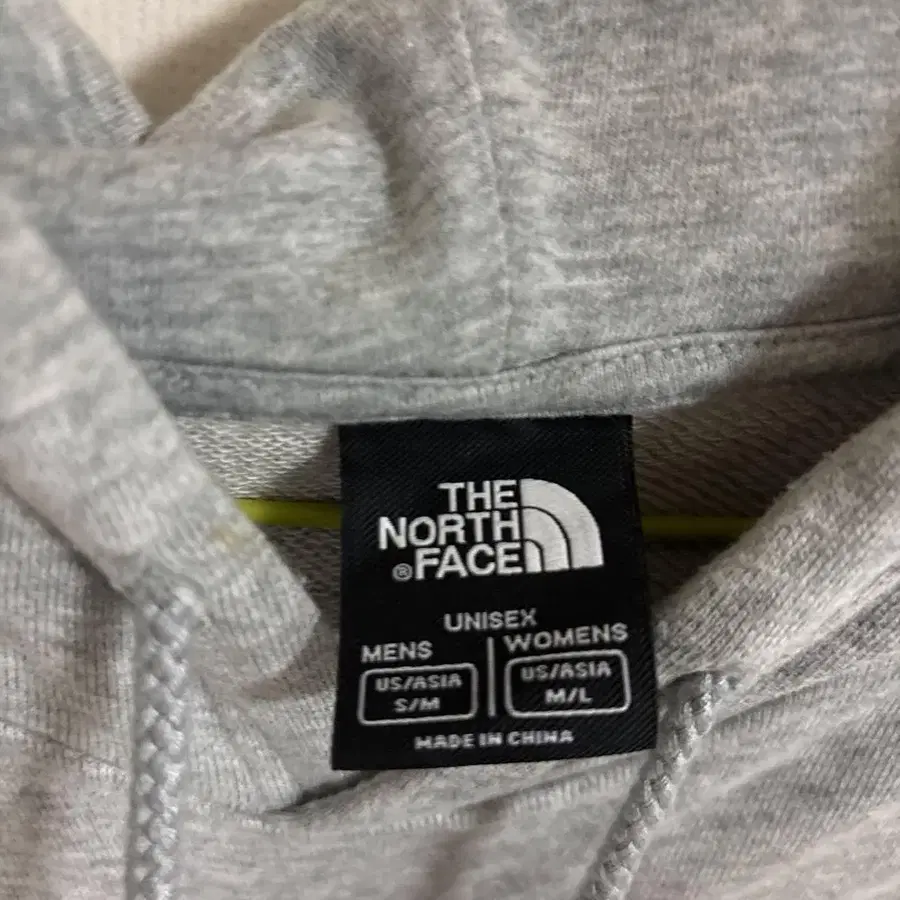 THE
NORTH
®FACE
UNISEX
MENS
US/ASIA
S/M
WOMENS
US/ASIA
M/L
MADE IN CHINA